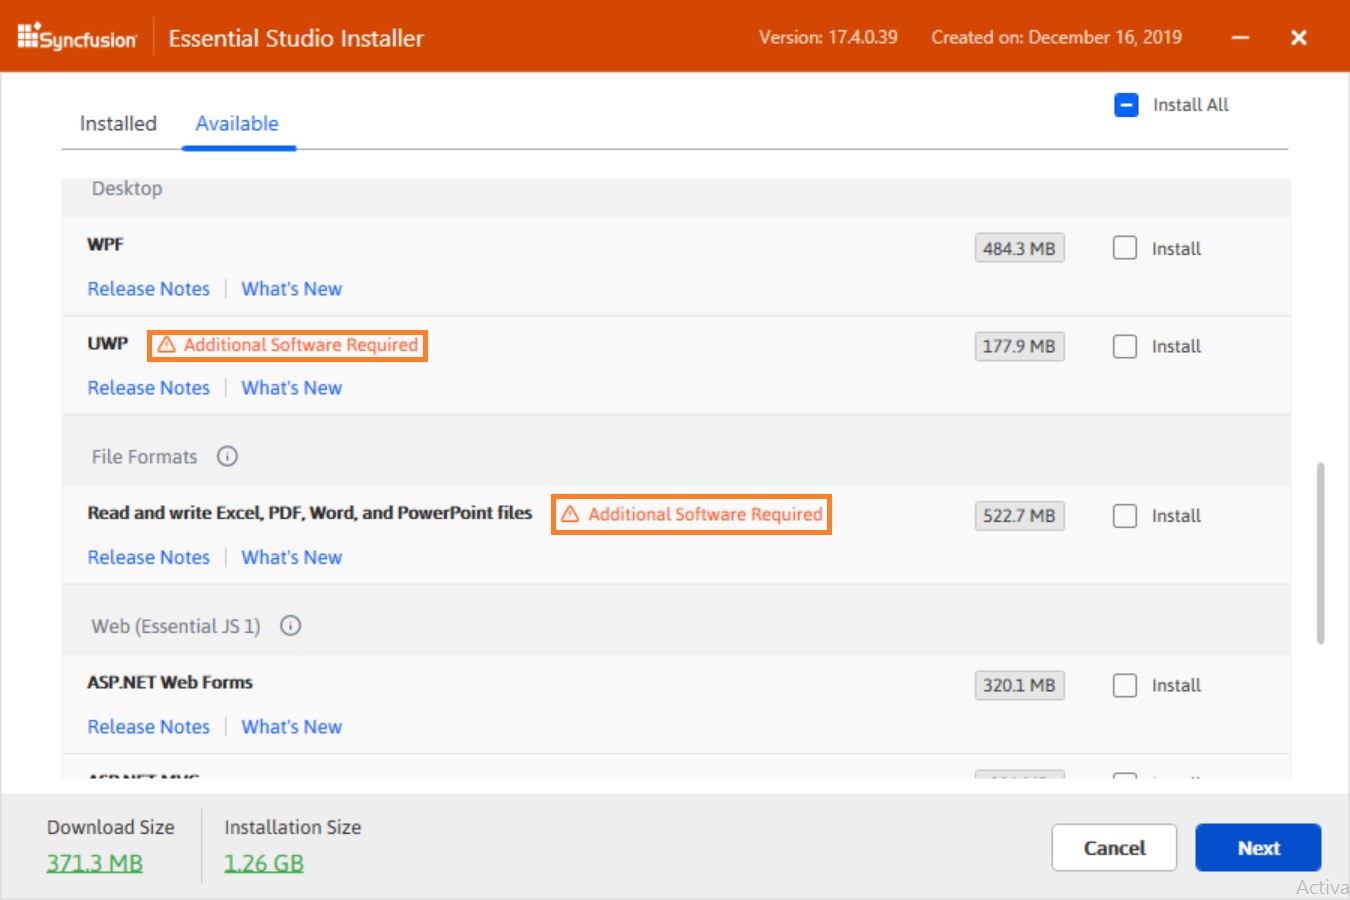 Syncfusion Essential Studio Installer Version: 17.4.0.39 Created on: December 16, 2019
Install All
Installed Available
Desktop
WPF 484.3 MB Install
Release Notes What's New
UWP Additional Software Required 177.9 MB Install
Release Notes What's New
File Formats
Read and write Excel, PDF, Word, and PowerPoint files Additional Software Required 522.7 MB Install
Release Notes What's New
Web (Essential JS 1)
ASP.NET Web Forms 320.1 MB Install
Release Notes What's New
ASP.NET MVC
Download Size Installation Size
371.3 MB 1.26 GB
Cancel Next
Activa